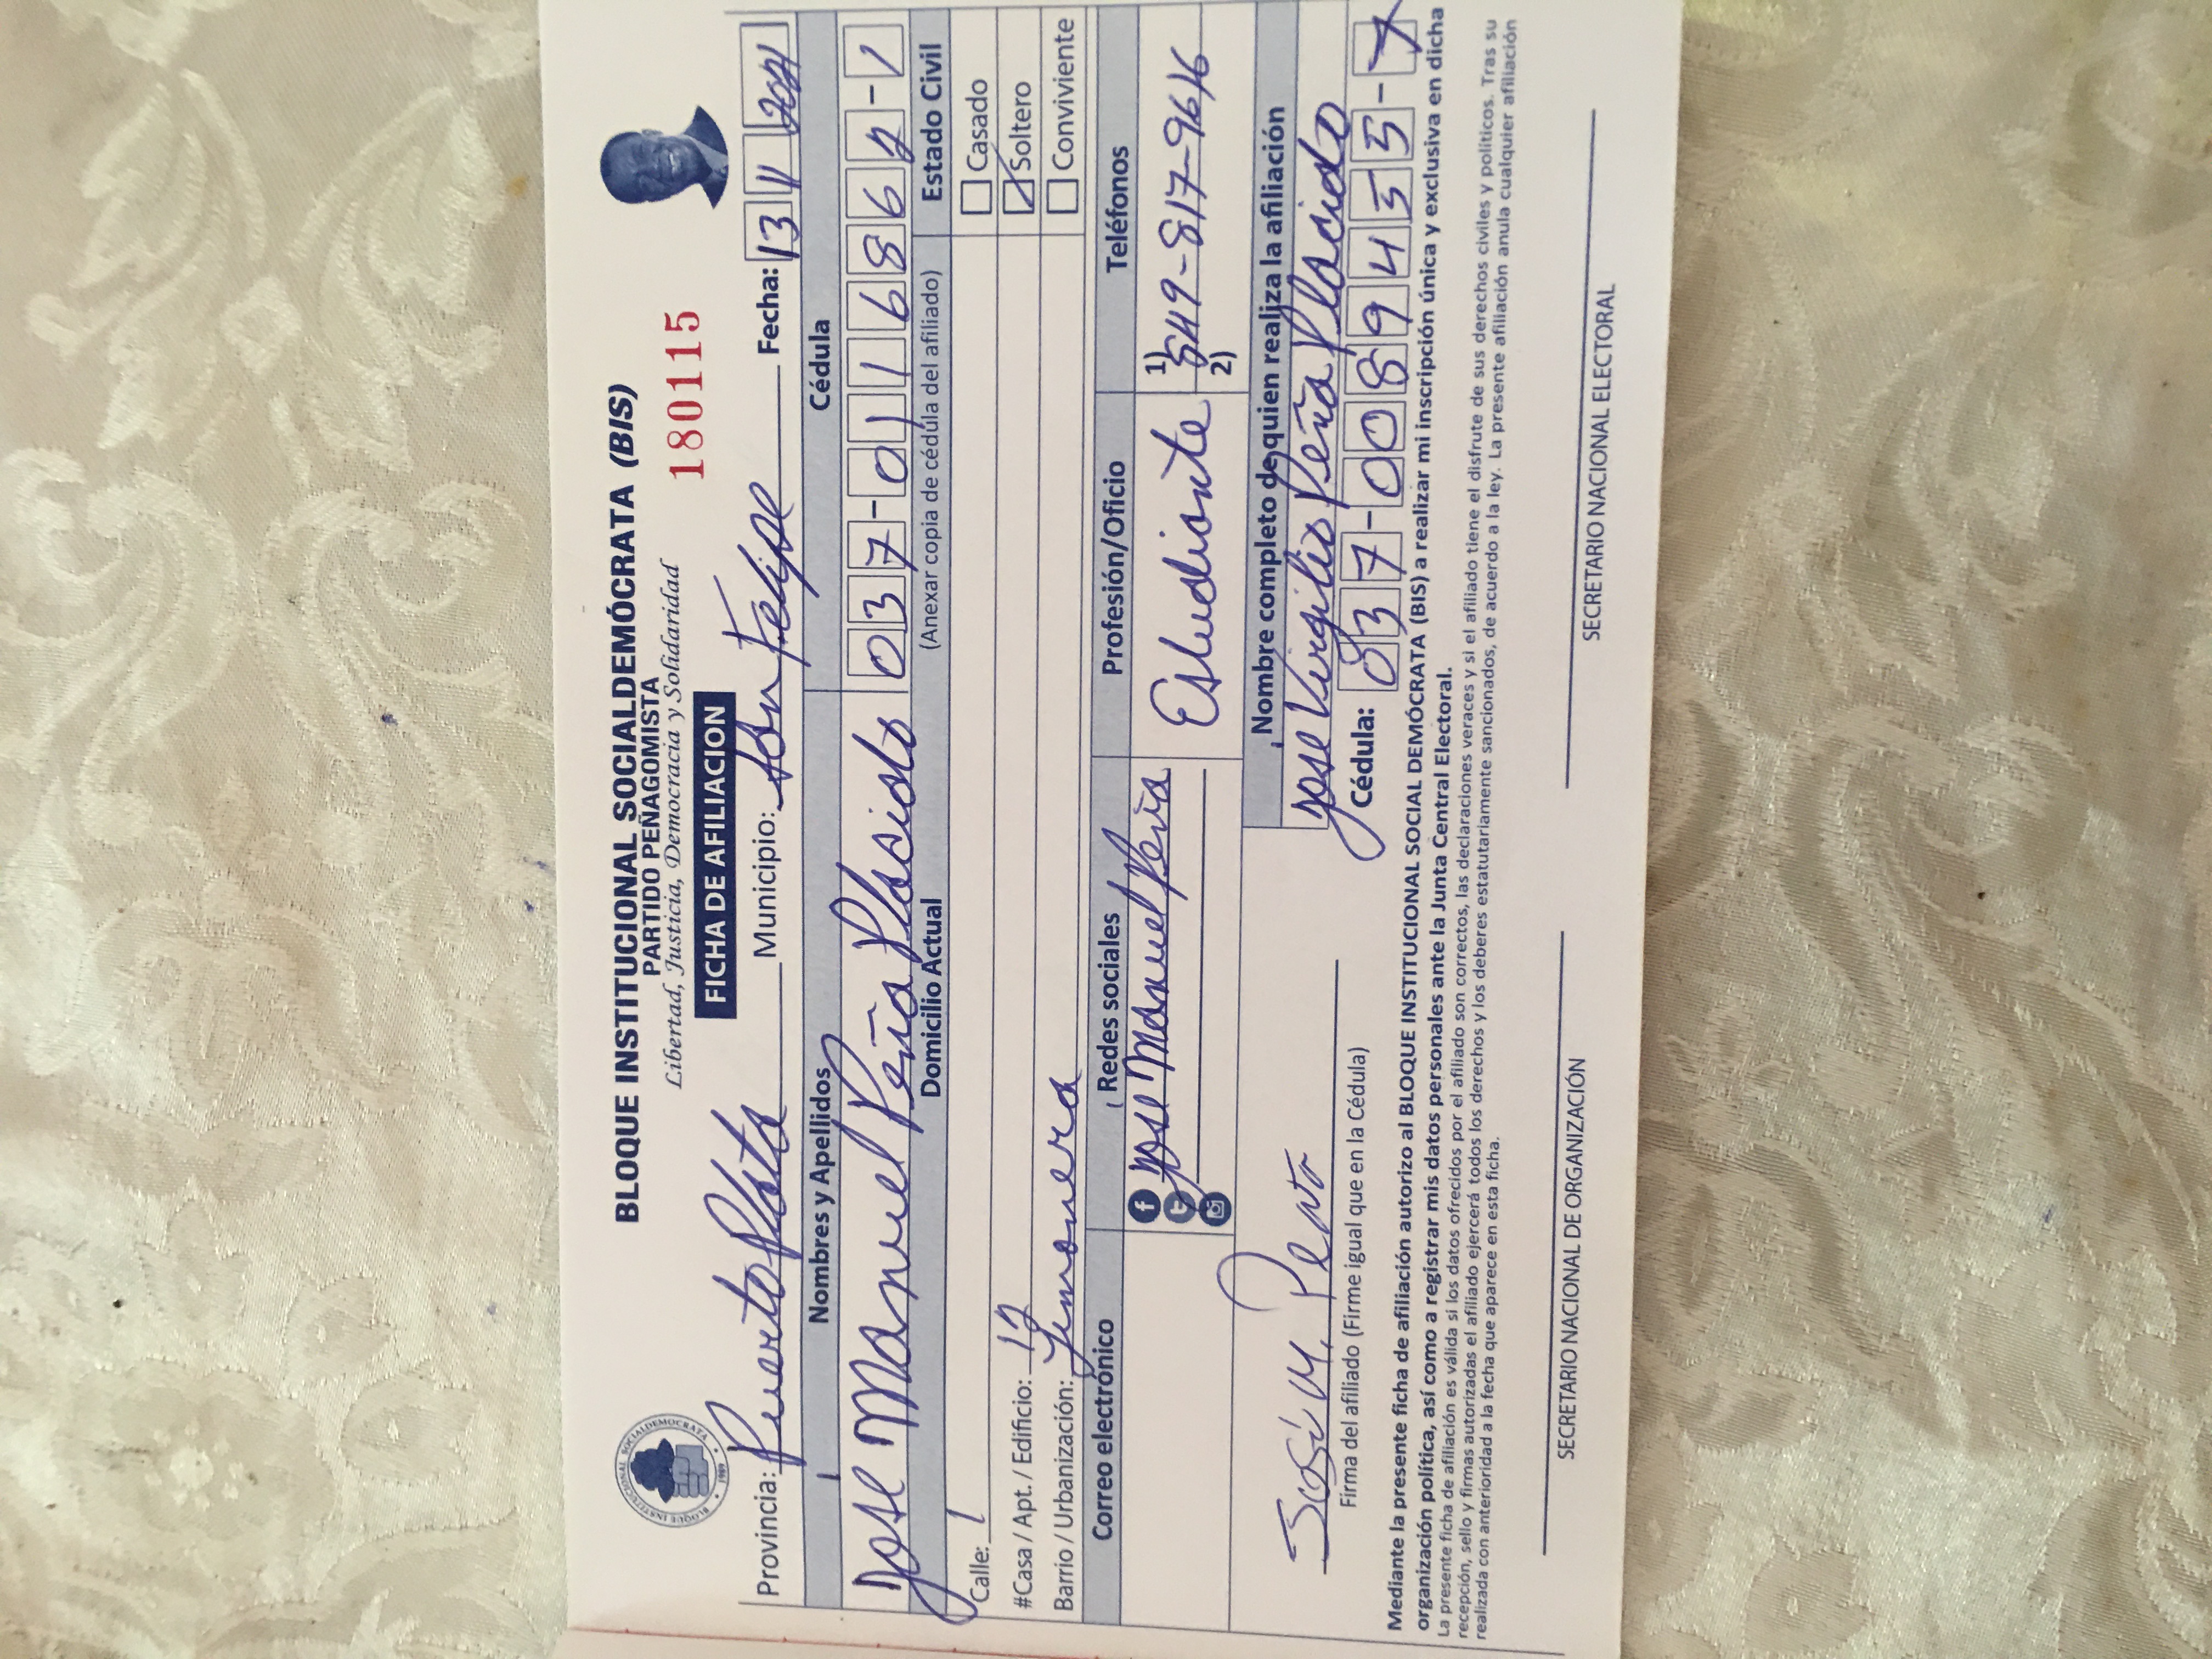 BLOQUE INSTITUCIONAL SOCIALDEMÓCRATA (BIS)
PARTIDO PEÑAGOMISTA
Libertad, Justicia, Democracia y Solidaridad
180115
FICHA DE AFILIACION
Provincia: Puerto Plata Municipio: San Felipe Fecha: 13 11 2021
Nombres y Apellidos Cédula
Jose Manuel Peña Placido 037-0116862-1
(Anexar copia de cédula del afiliado)
Domicilio Actual Estado Civil
Calle: 1 Casado
#Casa / Apt. / Edificio: 12 Soltero
Barrio / Urbanización: Conviviente
Correo electrónico Redes sociales Profesión/Oficio Teléfonos
Jose Manuel Peña Estudiante 1) 849-817-9616
2)
Nombre completo de quien realiza la afiliación
Jose Virgilio Peña Placido
José M. Peña
Cédula: 037-0089455-7
Firma del afiliado (Firme igual que en la Cédula)
Mediante la presente ficha de afiliación autorizo al BLOQUE INSTITUCIONAL SOCIAL DEMÓCRATA (BIS) a realizar mi inscripción única y exclusiva en dicha
organización política, así como a registrar mis datos personales ante la Junta Central Electoral.
La presente ficha de afiliación es válida si los datos ofrecidos por el afiliado son correctos, las declaraciones veraces y si el afiliado tiene el disfrute de sus derechos civiles y políticos. Tras su
recepción, sello y firmas autorizadas el afiliado ejercerá todos los derechos y los deberes estatutariamente sancionados, de acuerdo a la ley. La presente afiliación anula cualquier afiliación
realizada con anterioridad a la fecha que aparece en esta ficha.
SECRETARIO NACIONAL DE ORGANIZACIÓN SECRETARIO NACIONAL ELECTORAL
BLOQUE INSTITUCIONAL SOCIALDEMOCRATA
1989